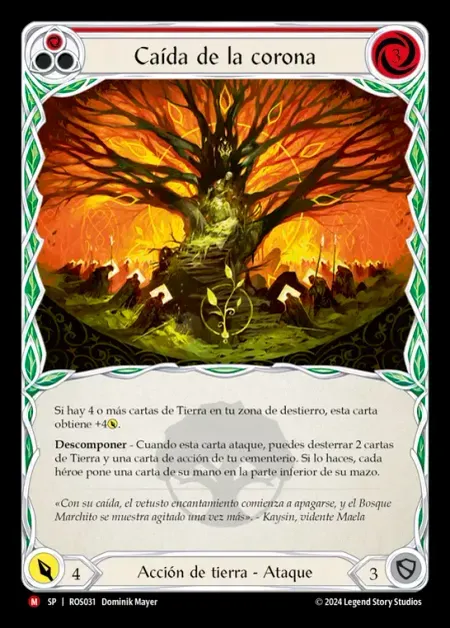 Caída de la corona
3
Si hay 4 o más cartas de Tierra en tu zona de destierro, esta carta
obtiene +4.
Descomponer - Cuando esta carta ataque, puedes desterrar 2 cartas
de Tierra y una carta de acción de tu cementerio. Si lo haces, cada
héroe pone una carta de su mano en la parte inferior de su mazo.
«Con su caída, el vetusto encantamiento comienza a apagarse, y el Bosque
Marchito se muestra agitado una vez más». - Kaysin, vidente Maela
4
Acción de tierra - Ataque
3
M SP | ROS031 Dominik Mayer
© 2024 Legend Story Studios